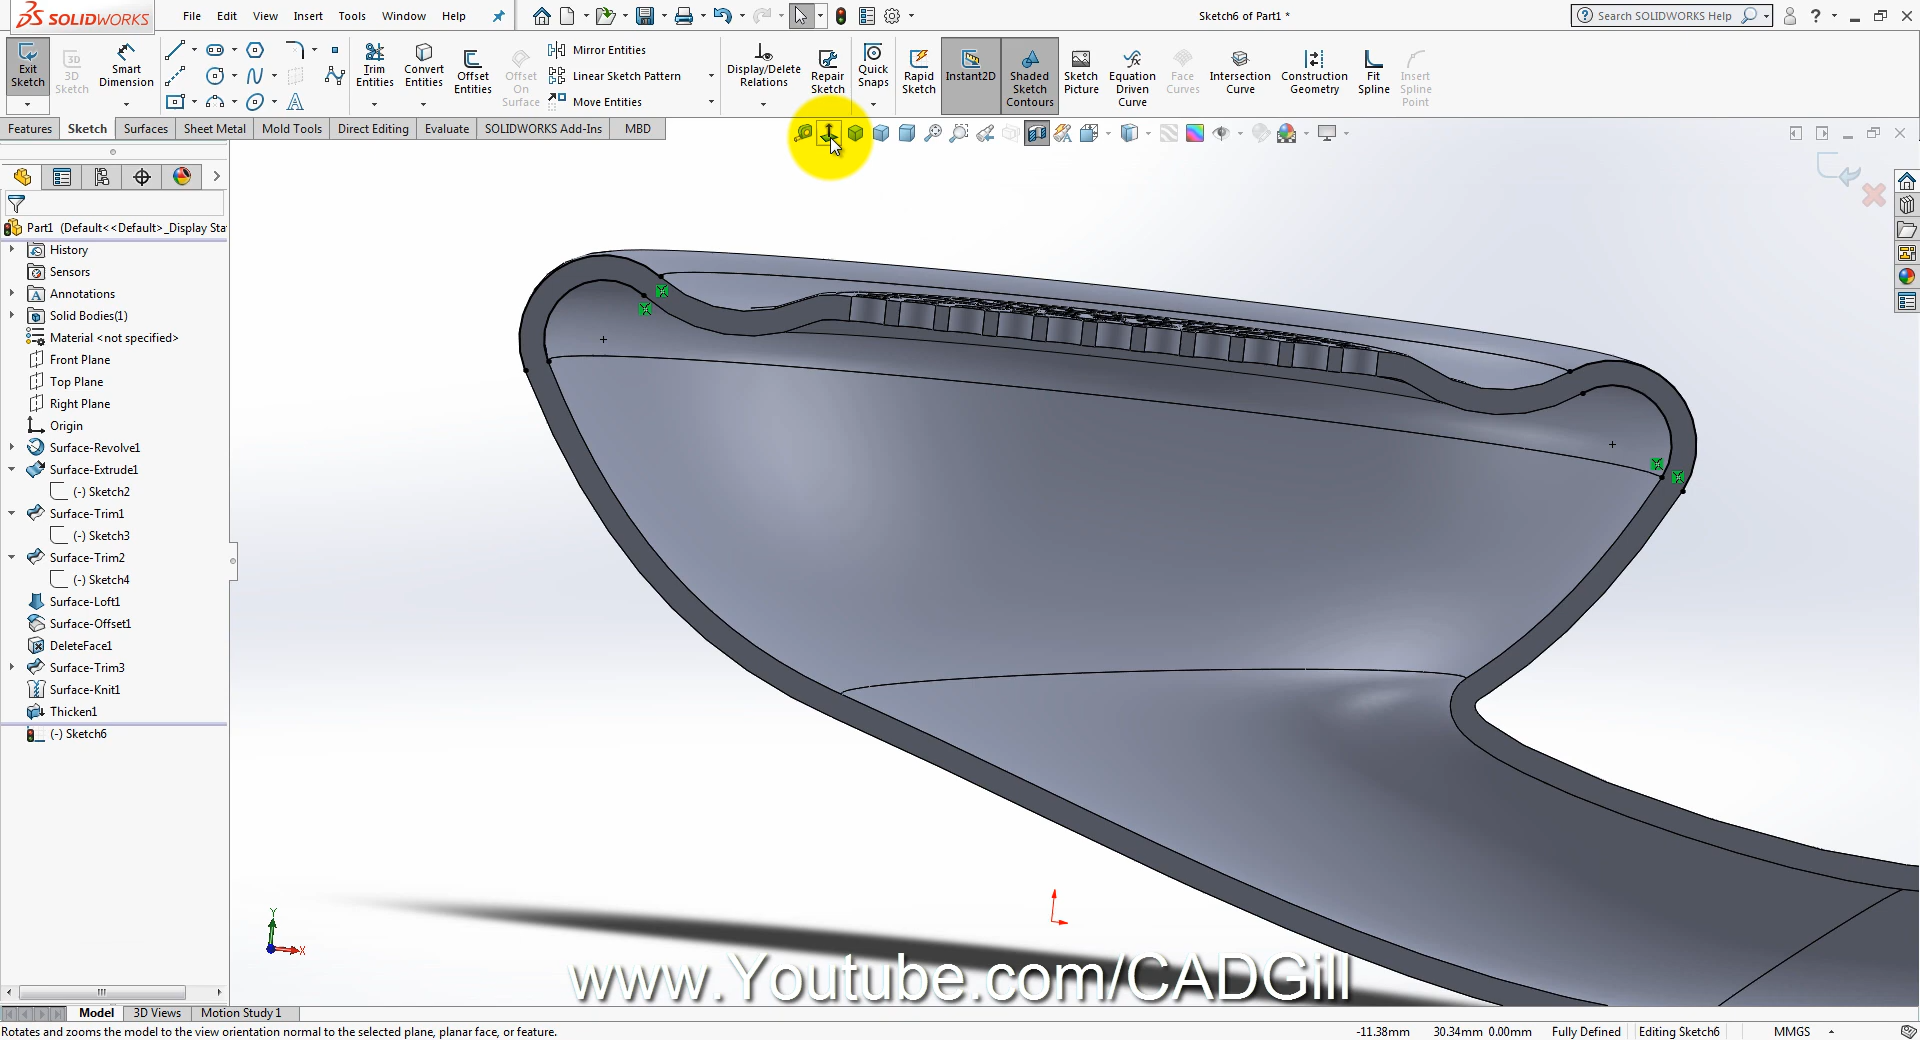 SOLIDWORKS File Edit View Insert Tools Window Help Sketch6 of Part1 * Search SOLIDWORKS Help
Exit Sketch 3D Sketch Smart Dimension Trim Entities Convert Entities Offset Entities Offset On Surface Mirror Entities Linear Sketch Pattern Move Entities Display/Delete Relations Repair Sketch Quick Snaps Rapid Sketch Instant2D Shaded Sketch Contours Sketch Picture Equation Driven Curve Face Curves Intersection Curve Construction Geometry Fit Spline Insert Spline Point
Features Sketch Surfaces Sheet Metal Mold Tools Direct Editing Evaluate SOLIDWORKS Add-Ins MBD
Part1 (Default<<Default>_Display Sta
History
Sensors
Annotations
Solid Bodies(1)
Material <not specified>
Front Plane
Top Plane
Right Plane
Origin
Surface-Revolve1
Surface-Extrude1
(-) Sketch2
Surface-Trim1
(-) Sketch3
Surface-Trim2
(-) Sketch4
Surface-Loft1
Surface-Offset1
DeleteFace1
Surface-Trim3
Surface-Knit1
Thicken1
(-) Sketch6
Y
X
www.Youtube.com/CADGill
Model 3D Views Motion Study 1
Rotates and zooms the model to the view orientation normal to the selected plane, planar face, or feature. -11.38mm 30.34mm 0.00mm Fully Defined Editing Sketch6 MMGS